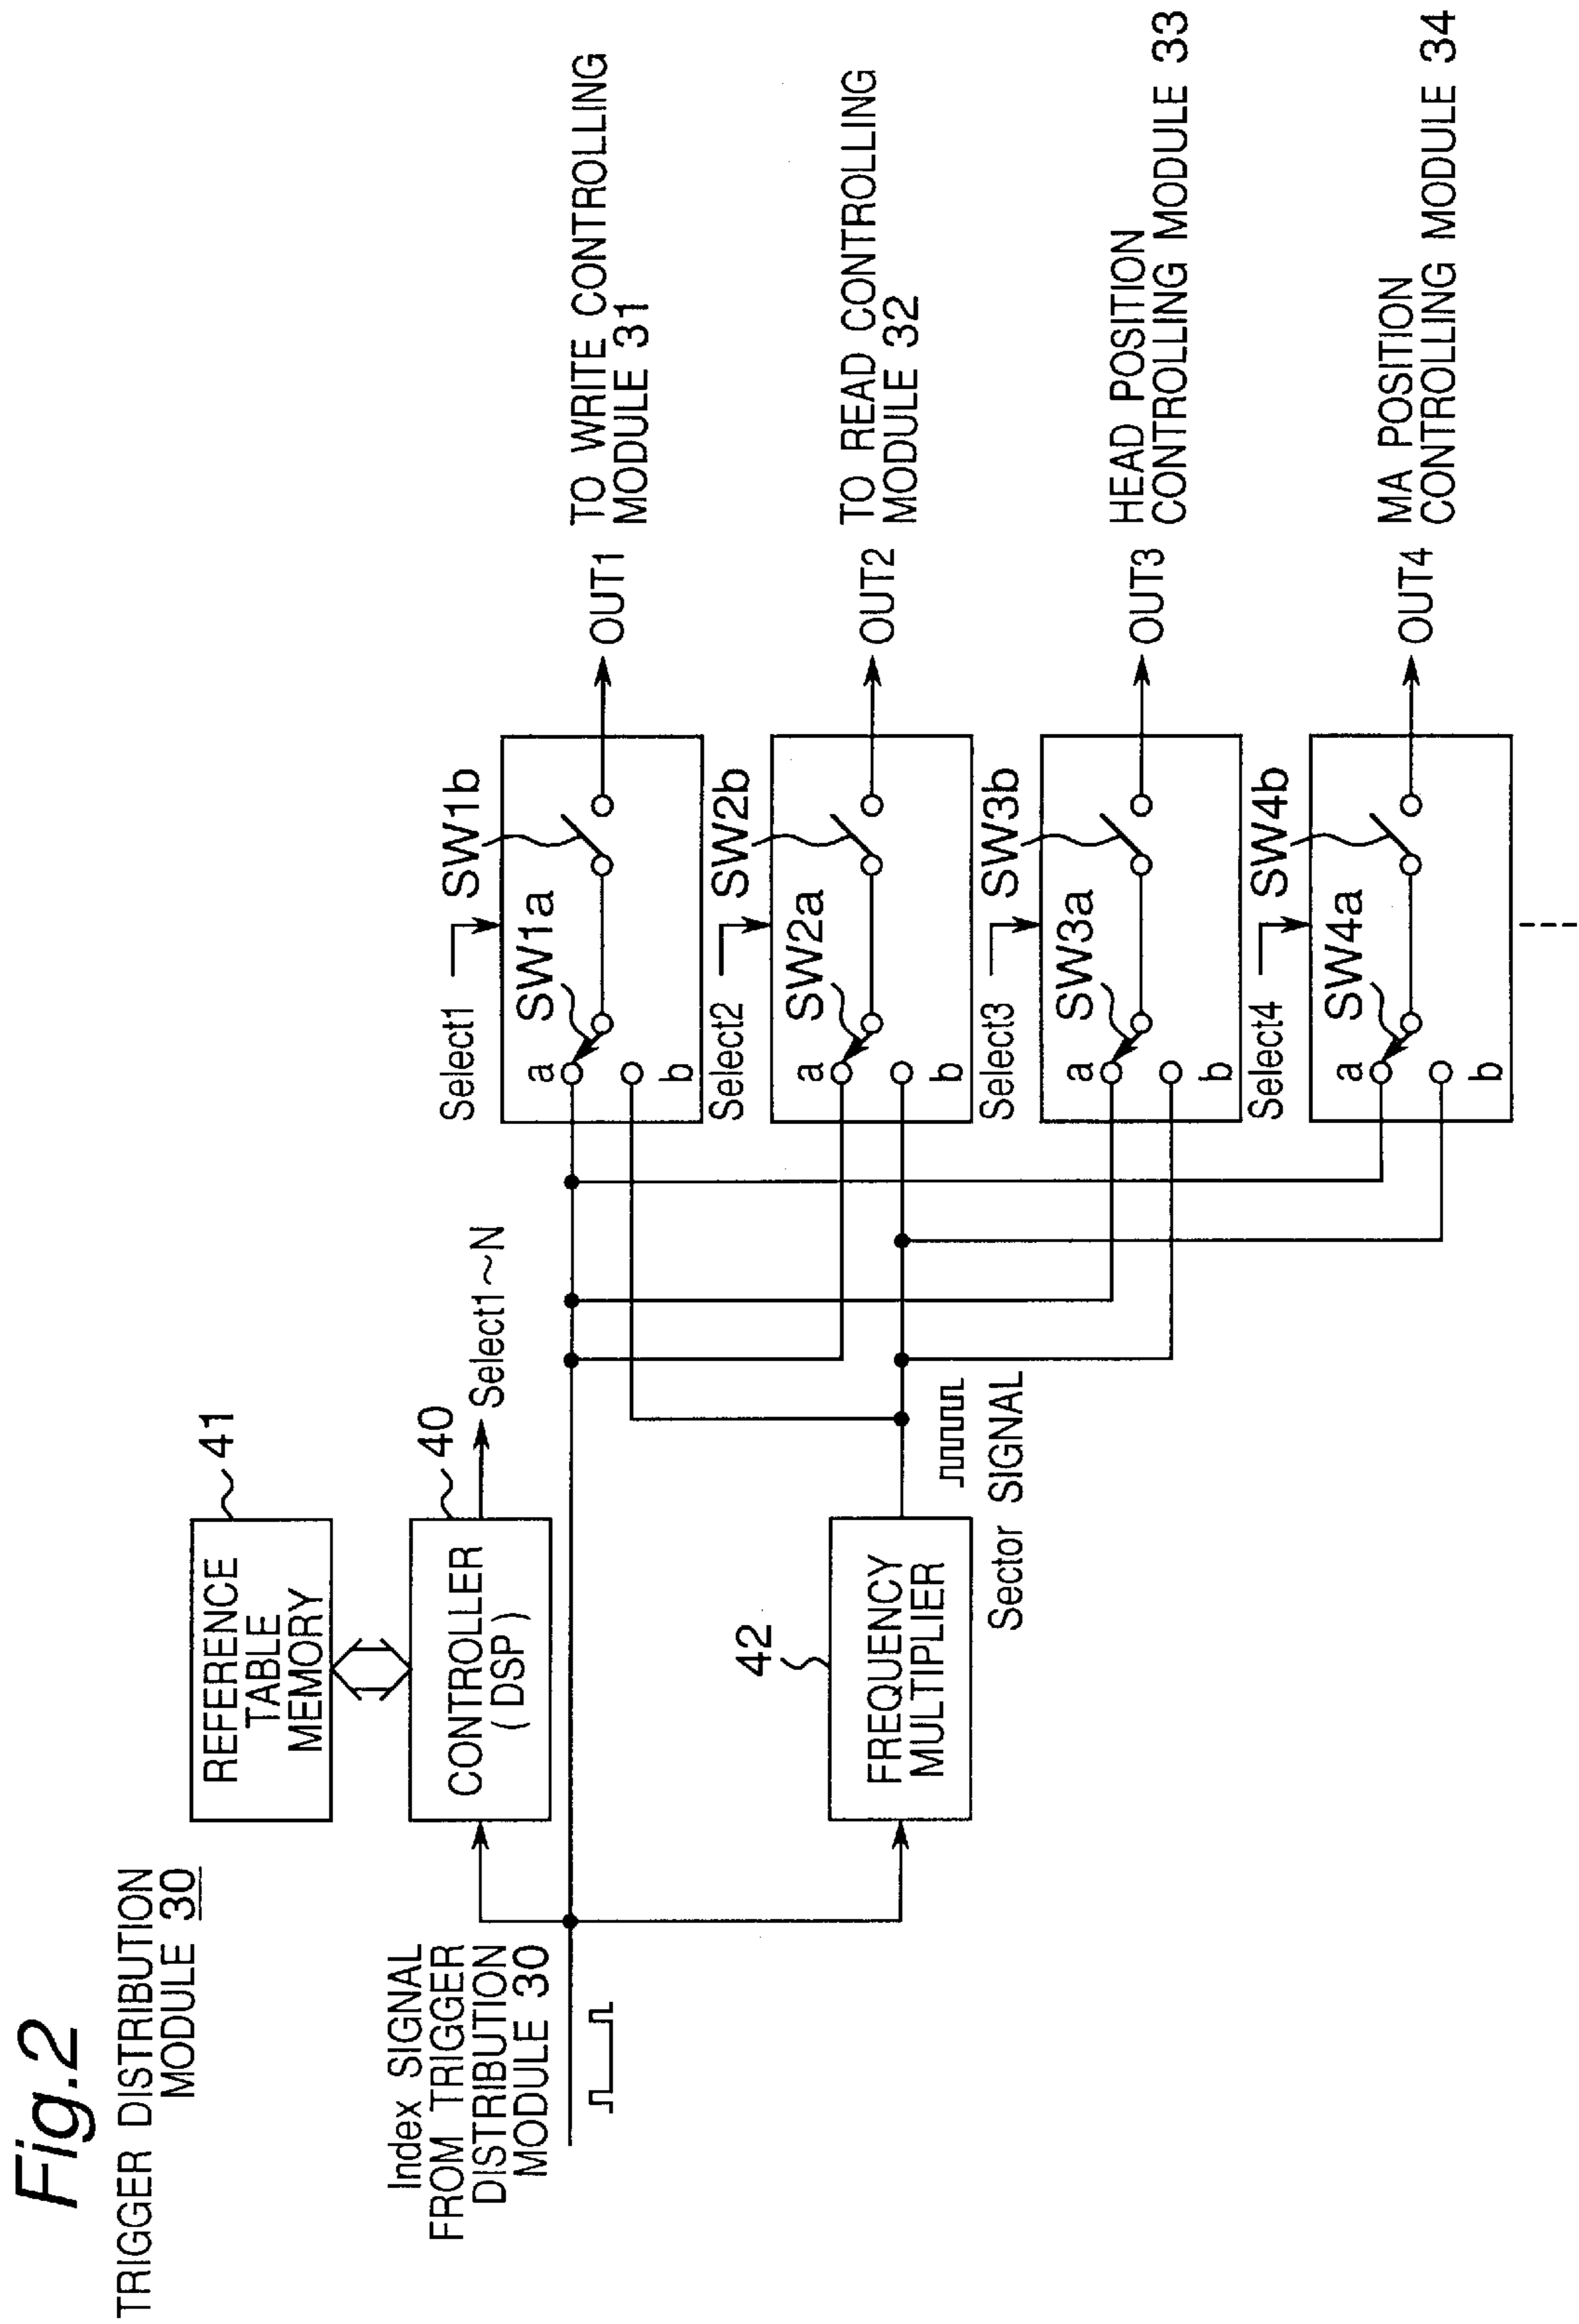 Fig.2
TRIGGER DISTRIBUTION
MODULE 30
REFERENCE
TABLE
MEMORY
41
CONTROLLER
(DSP)
40
Select1~N
Index SIGNAL
FROM TRIGGER
DISTRIBUTION
MODULE 30
42
FREQUENCY
MULTIPLIER
Sector SIGNAL
Select1
SW1b
SW1a
a
b
OUT1
TO WRITE CONTROLLING
MODULE 31
Select2
SW2b
SW2a
a
b
OUT2
TO READ CONTROLLING
MODULE 32
Select3
SW3b
SW3a
a
b
OUT3
HEAD POSITION
CONTROLLING MODULE 33
Select4
SW4b
SW4a
a
b
OUT4
MA POSITION
CONTROLLING MODULE 34